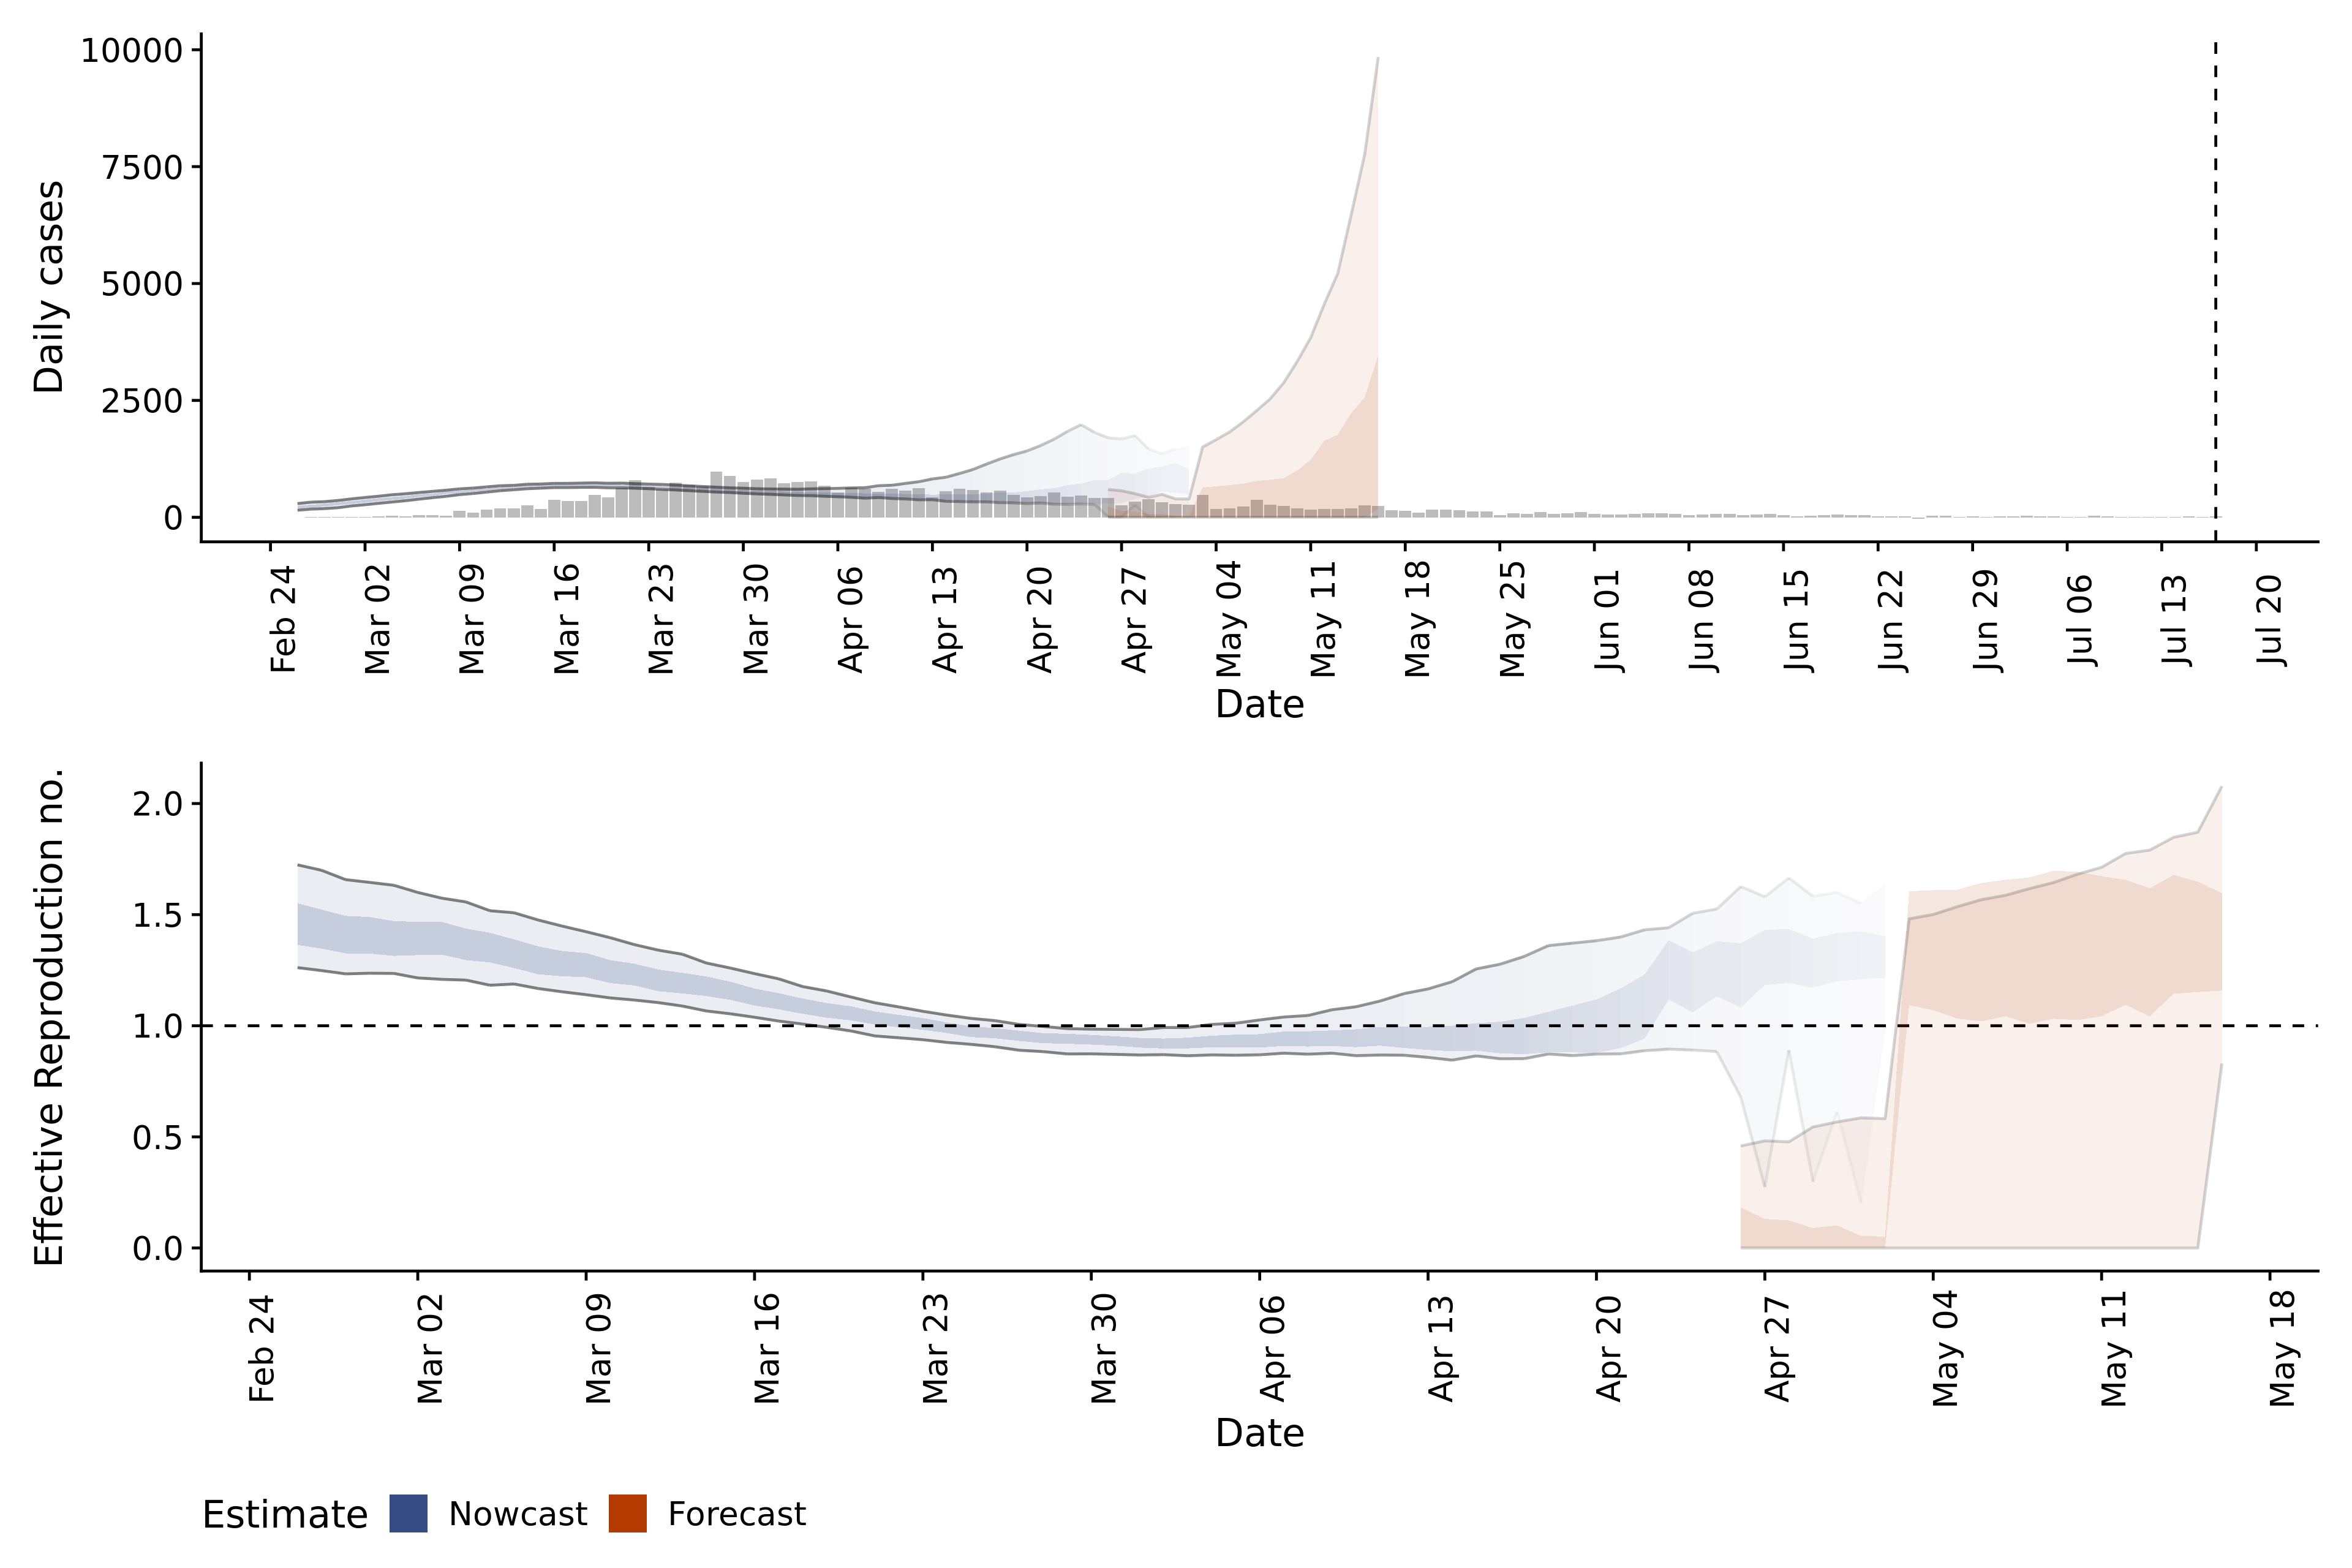 10000
7500
5000
2500
0
Daily cases
Feb 24
Mar 02
Mar 09
Mar 16
Mar 23
Mar 30
Apr 06
Apr 13
Apr 20
Apr 27
May 04
May 11
May 18
May 25
Jun 01
Jun 08
Jun 15
Jun 22
Jun 29
Jul 06
Jul 13
Jul 20
Date
2.0
1.5
1.0
0.5
0.0
Effective Reproduction no.
Feb 24
Mar 02
Mar 09
Mar 16
Mar 23
Mar 30
Apr 06
Apr 13
Apr 20
Apr 27
May 04
May 11
May 18
Date
Estimate Nowcast Forecast